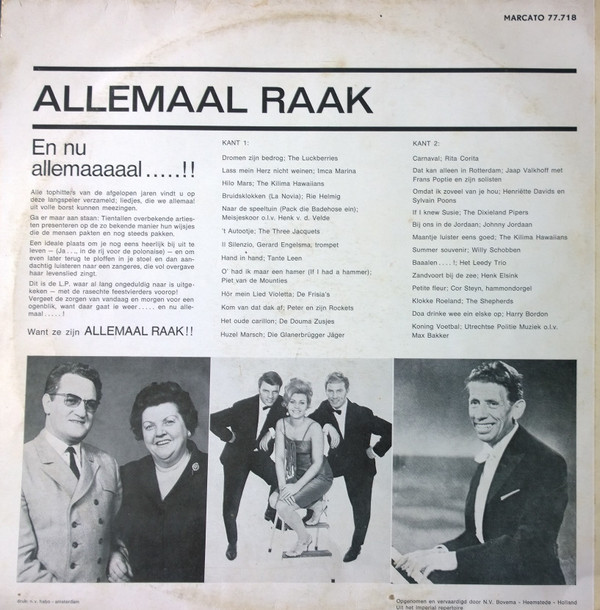 MARCATO 77.718
ALLEMAAL RAAK
En nu
allemaaaaal.....!!
Alle tophitters van de afgelopen jaren vindt u op
deze langspeler verzameld; liedjes, die we allemaal
uit volle borst kunnen meezingen.
Ga er maar aan staan: Tientallen overbekende arties-
ten presenteren op de zo bekende manier hun wijsjes
die de mensen pakten en nog steeds pakken.
Een ideale plaats om je nog eens heerlijk bij uit te
leven — (Ja...., in de rij voor de polonaise) — en om
even later terug te ploffen in je stoel en dan aan-
dachtig luisteren naar een zangeres, die vol overgave
haar levenslied zingt.
Dit is de L.P. waar al lang ongeduldig naar is uitge-
keken — met de rasechte feestvierders voorop!
Vergeet de zorgen van vandaag en morgen voor een
ogenblik, want daar gaat ie weer..... en nu alle-
maal.....!
Want ze zijn ALLEMAAL RAAK!!
KANT 1:
Dromen zijn bedrog; The Luckberries
Lass mein Herz nicht weinen; Imca Marina
Hilo Mars; The Kilima Hawaiians
Bruidsklokken (La Novia); Rie Helmig
Naar de speeltuin (Pack die Badehose ein);
Meisjeskoor o.l.v. Henk v. d. Velde
't Autootje; The Three Jacquets
Il Silenzio, Gerard Engelsma, trompet
Hand in hand; Tante Leen
O' had ik maar een hamer (If I had a hammer);
Piet van de Mounties
Hör mein Lied Violetta; De Frisia's
Kom van dat dak af; Peter en zijn Rockets
Het oude carillon; De Douma Zusjes
Huzel Marsch; Die Glanerbrügger Jäger
KANT 2:
Carnaval; Rita Corita
Dat kan alleen in Rotterdam; Jaap Valkhoff met
Frans Poptie en zijn solisten
Omdat ik zoveel van je hou; Henriëtte Davids en
Sylvain Poons
If I knew Susie; The Dixieland Pipers
Bij ons in de Jordaan; Johnny Jordaan
Maantje luister eens goed; The Kilima Hawaiians
Summer souvenir; Willy Schobben
Baaalen....!; Het Leedy Trio
Zandvoort bij de zee; Henk Elsink
Petite fleur; Cor Steyn, hammondorgel
Klokke Roeland; The Shepherds
Doa drinke wee ein elske op; Harry Bordon
Koning Voetbal; Utrechtse Politie Muziek o.l.v.
Max Bakker
druk: n.v. - amsterdam
Opgenomen en vervaardigd door N.V. Bovema - Heemstede - Holland
Uit het Imperial repertoire